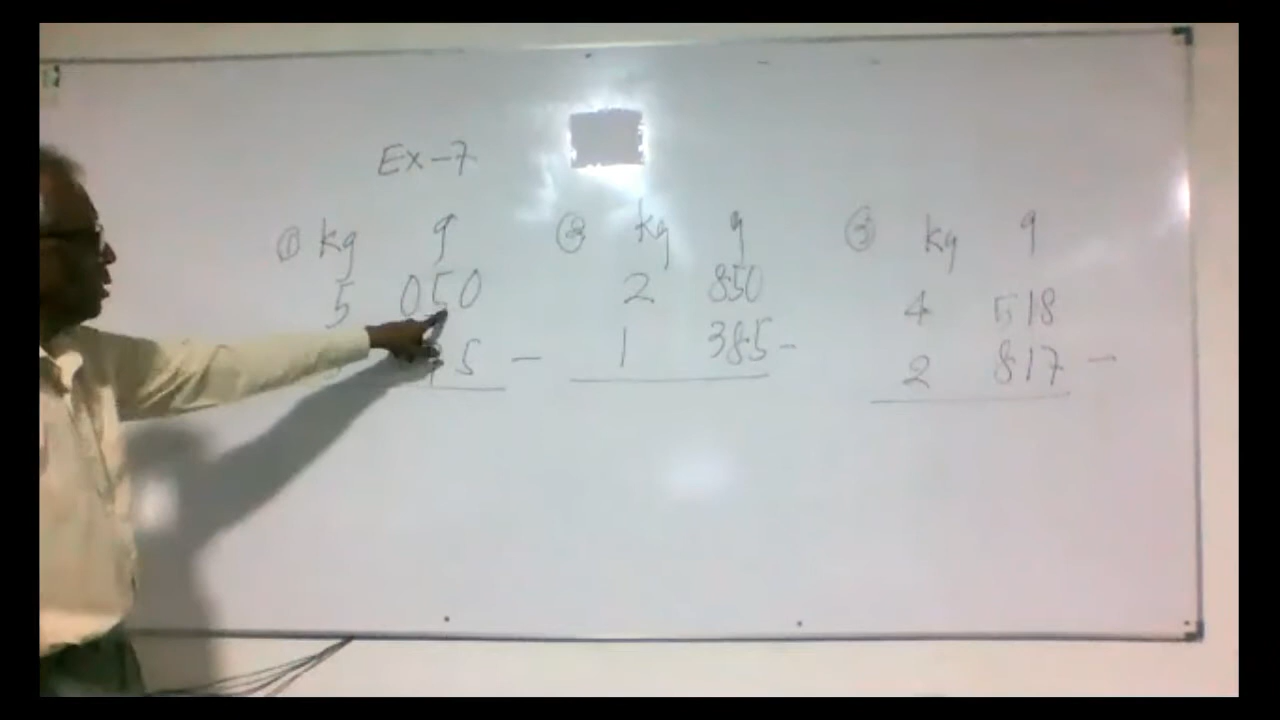 Ex-7
① kg g ② kg g ③ kg g
5 050 2 850 4 518
5 - 1 385 - 2 817 -